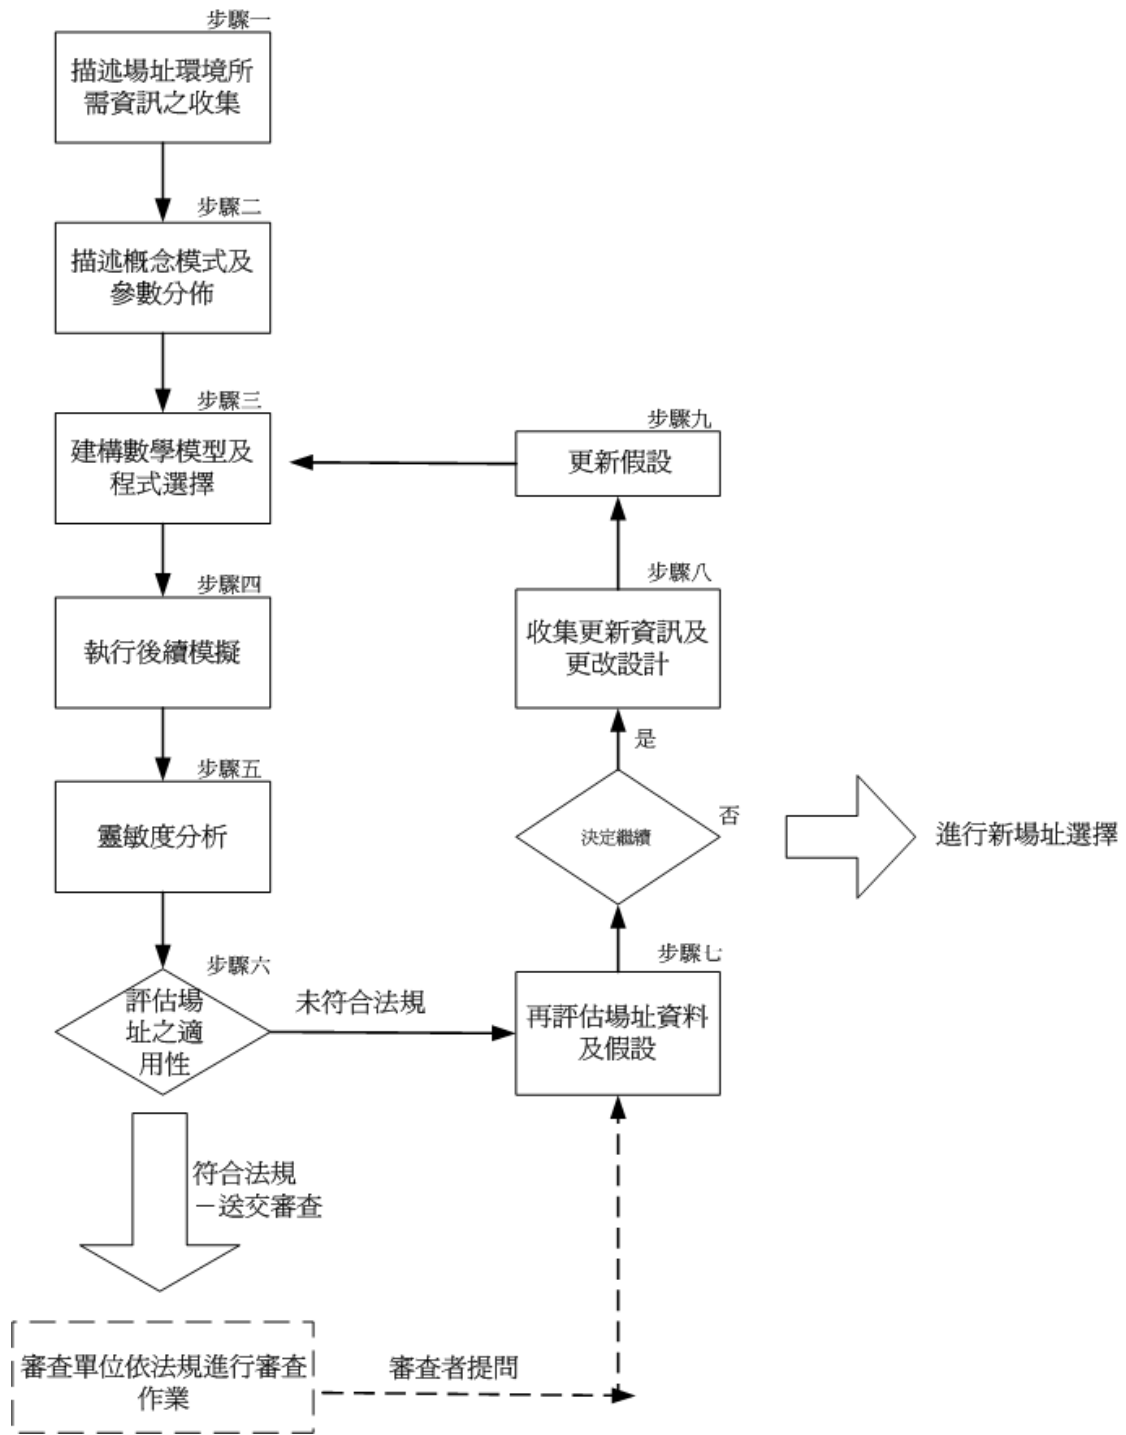 步驟一
描述場址環境所
需資訊之收集
步驟二
描述概念模式及
參數分佈
步驟三
建構數學模型及
程式選擇
步驟四
執行後續模擬
步驟五
靈敏度分析
步驟六
評估場
址之適
用性
未符合法規
符合法規
－送交審查
審查單位依法規進行審查
作業
審查者提問
步驟七
再評估場址資料
及假設
決定繼續
是
否
進行新場址選擇
步驟八
收集更新資訊及
更改設計
步驟九
更新假設